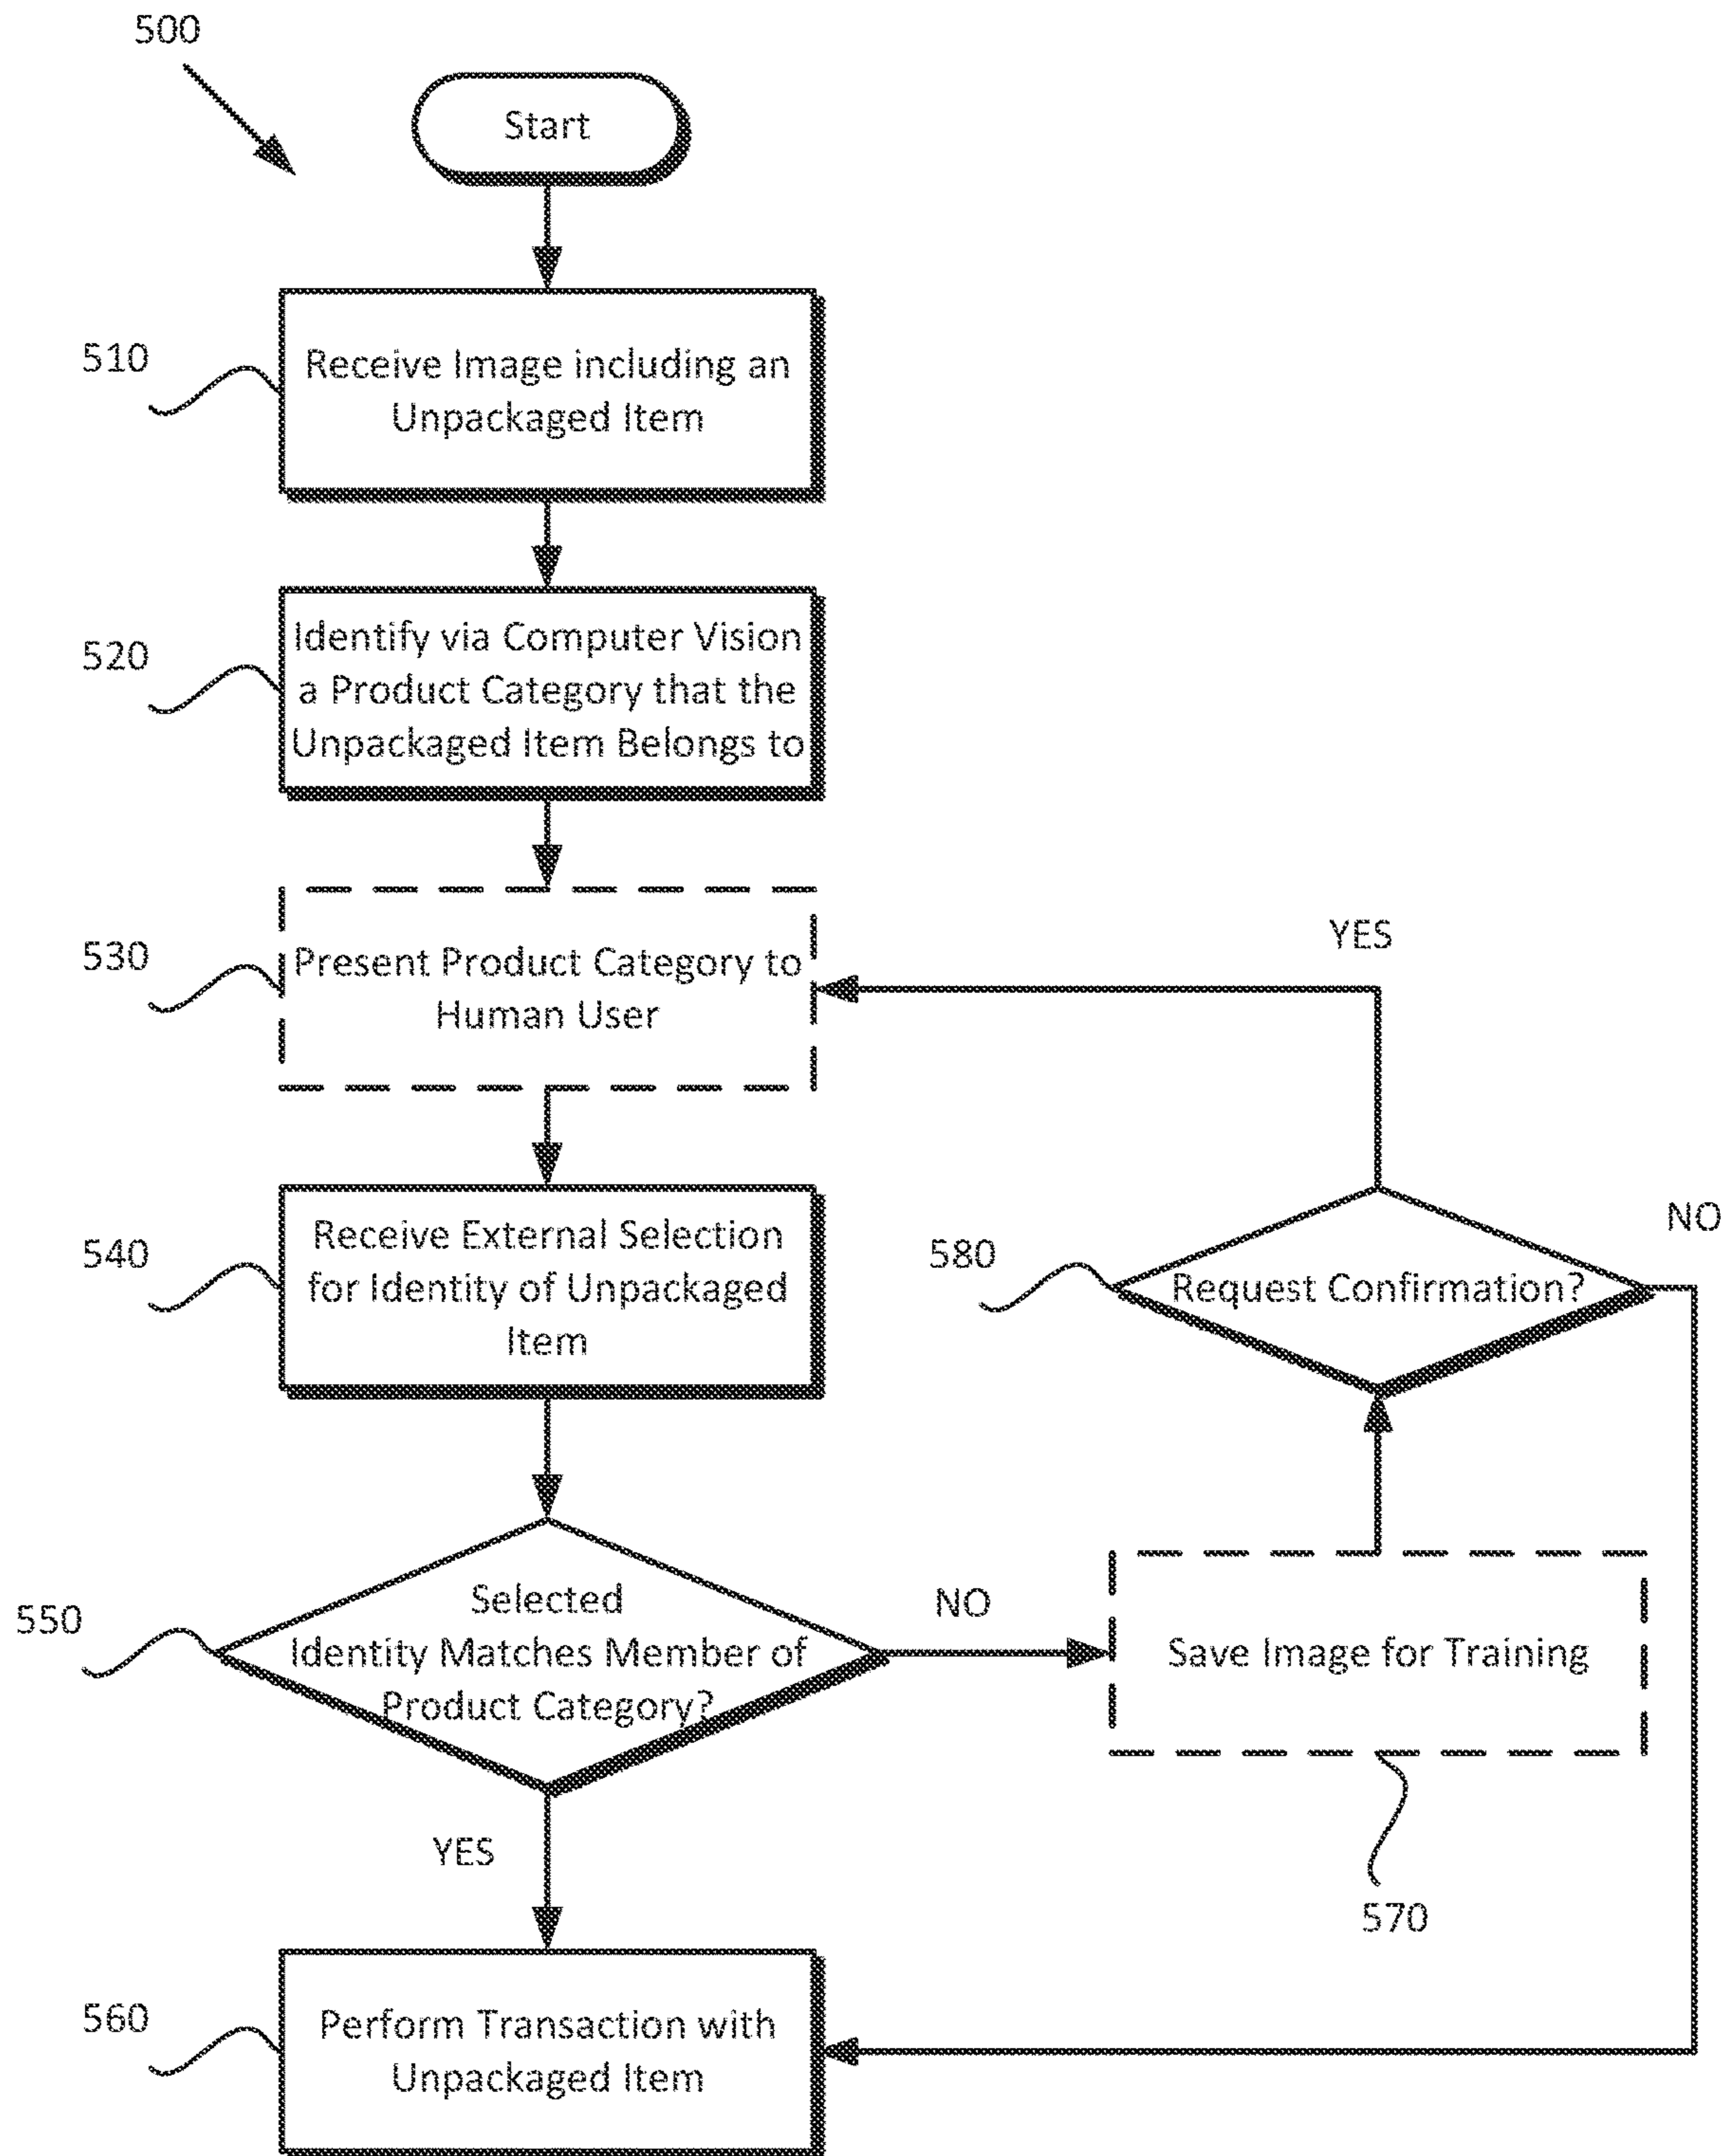 500
Start
510
Receive Image including an
Unpackaged Item
520
Identify via Computer Vision
a Product Category that the
Unpackaged Item Belongs to
530
Present Product Category to
Human User
YES
540
Receive External Selection
for Identity of Unpackaged
Item
580
Request Confirmation?
NO
550
Selected
Identity Matches Member of
Product Category?
NO
Save Image for Training
570
YES
560
Perform Transaction with
Unpackaged Item